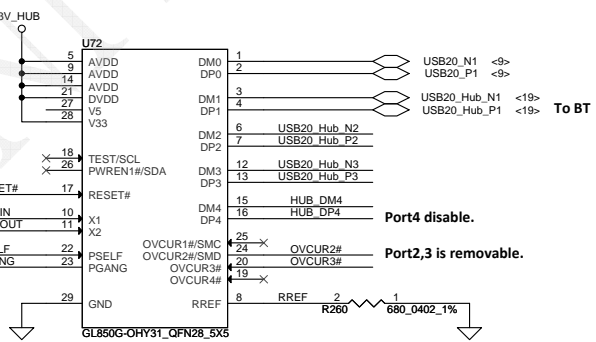 3V_HUB
U72
5 AVDD DM0 1 USB20_N1 <9>
9 AVDD DP0 2 USB20_P1 <9>
14 AVDD
21 DVDD DM1 3 USB20_Hub_N1 <19>
27 V5 DP1 4 USB20_Hub_P1 <19> To BT
28 V33
DM2 6 USB20_Hub_N2
DP2 7 USB20_Hub_P2
18 TEST/SCL
26 PWREN1#/SDA DM3 12 USB20_Hub_N3
DP3 13 USB20_Hub_P3
ET# 17 RESET#
DM4 15 HUB_DM4
IN 10 X1 DP4 16 HUB_DP4 Port4 disable.
OUT 11 X2
OVCUR1#/SMC 25
LF 22 PSELF OVCUR2#/SMD 24 OVCUR2# Port2,3 is removable.
NG 23 PGANG OVCUR3# 20 OVCUR3#
OVCUR4# 19
29 GND RREF 8 RREF 2 1
R260 680_0402_1%
GL850G-OHY31_QFN28_5X5